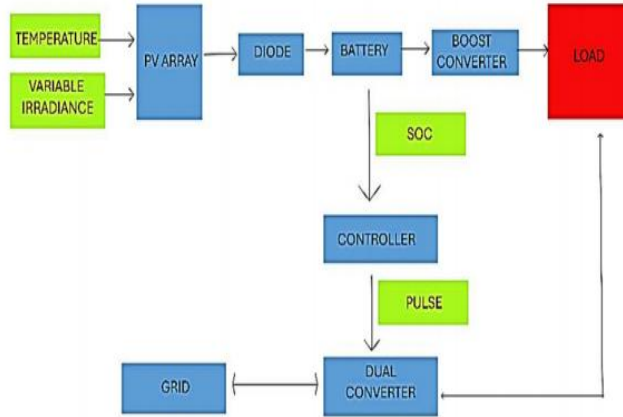 TEMPERATURE
VARIABLE
IRRADIANCE
PV ARRAY
DIODE
BATTERY
BOOST
CONVERTER
LOAD
SOC
CONTROLLER
PULSE
GRID
DUAL
CONVERTER